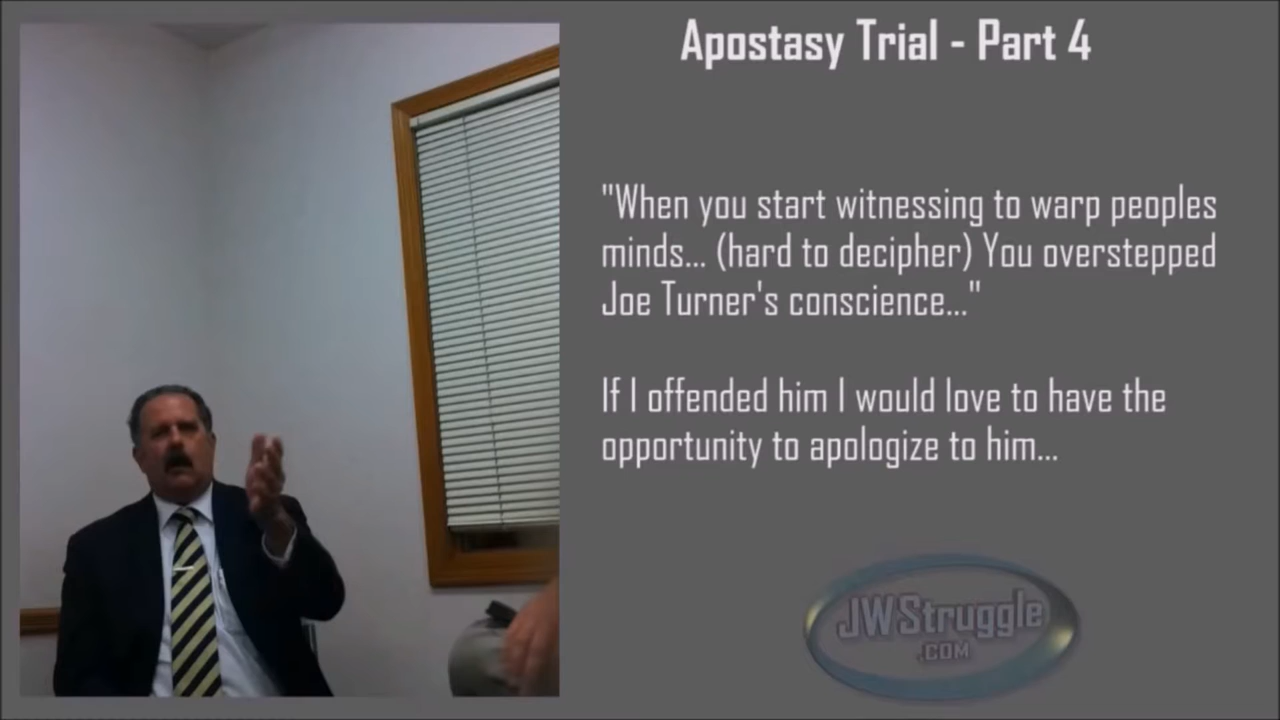 Apostasy Trial - Part 4
"When you start witnessing to warp peoples
minds... (hard to decipher) You overstepped
Joe Turner's conscience..."
If I offended him I would love to have the
opportunity to apologize to him...
JWStruggle
.COM